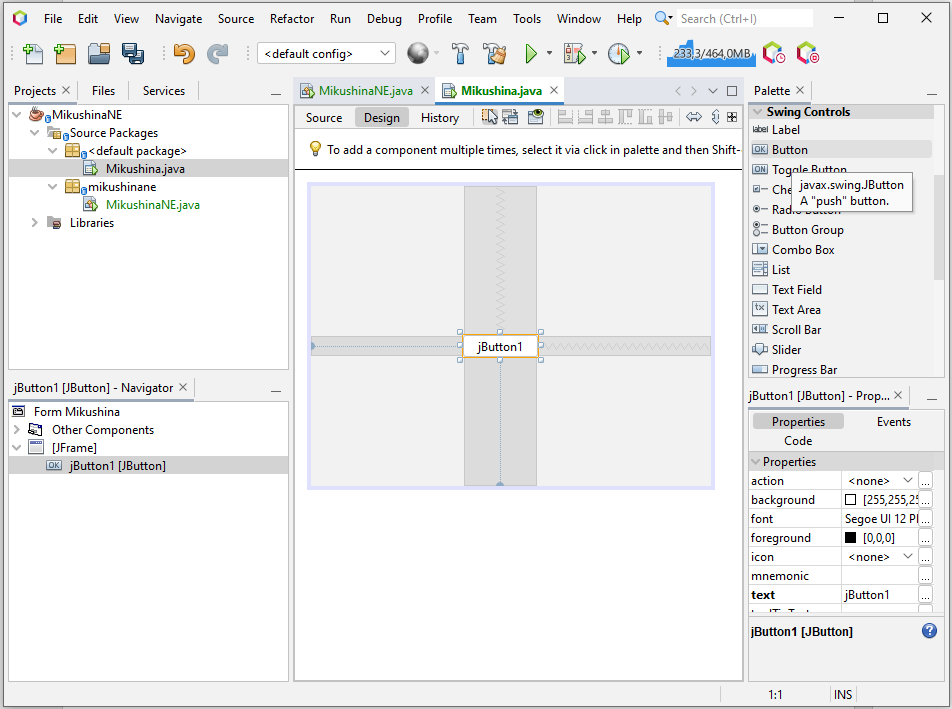 File Edit View Navigate Source Refactor Run Debug Profile Team Tools Window Help Search (Ctrl+I)
<default config> 233,3/464,0MB
Projects Files Services
MikushinaNE
Source Packages
<default package>
Mikushina.java
mikushinane
MikushinaNE.java
Libraries
jButton1 [JButton] - Navigator
Form Mikushina
Other Components
[JFrame]
OK jButton1 [JButton]
MikushinaNE.java Mikushina.java
Source Design History
To add a component multiple times, select it via click in palette and then Shift-
jButton1
Palette
Swing Controls
label Label
OK Button
ON Toggle Button
javax.swing.JButton
A "push" button.
Button Group
Combo Box
List
Text Field
Text Area
Scroll Bar
Slider
Progress Bar
jButton1 [JButton] - Prop...
Properties Events
Code
Properties
action <none> ...
background [255,255,25 ...
font Segoe UI 12 Pl ...
foreground [0,0,0] ...
icon <none> ...
mnemonic ...
text jButton1 ...
jButton1 [JButton]
1:1 INS